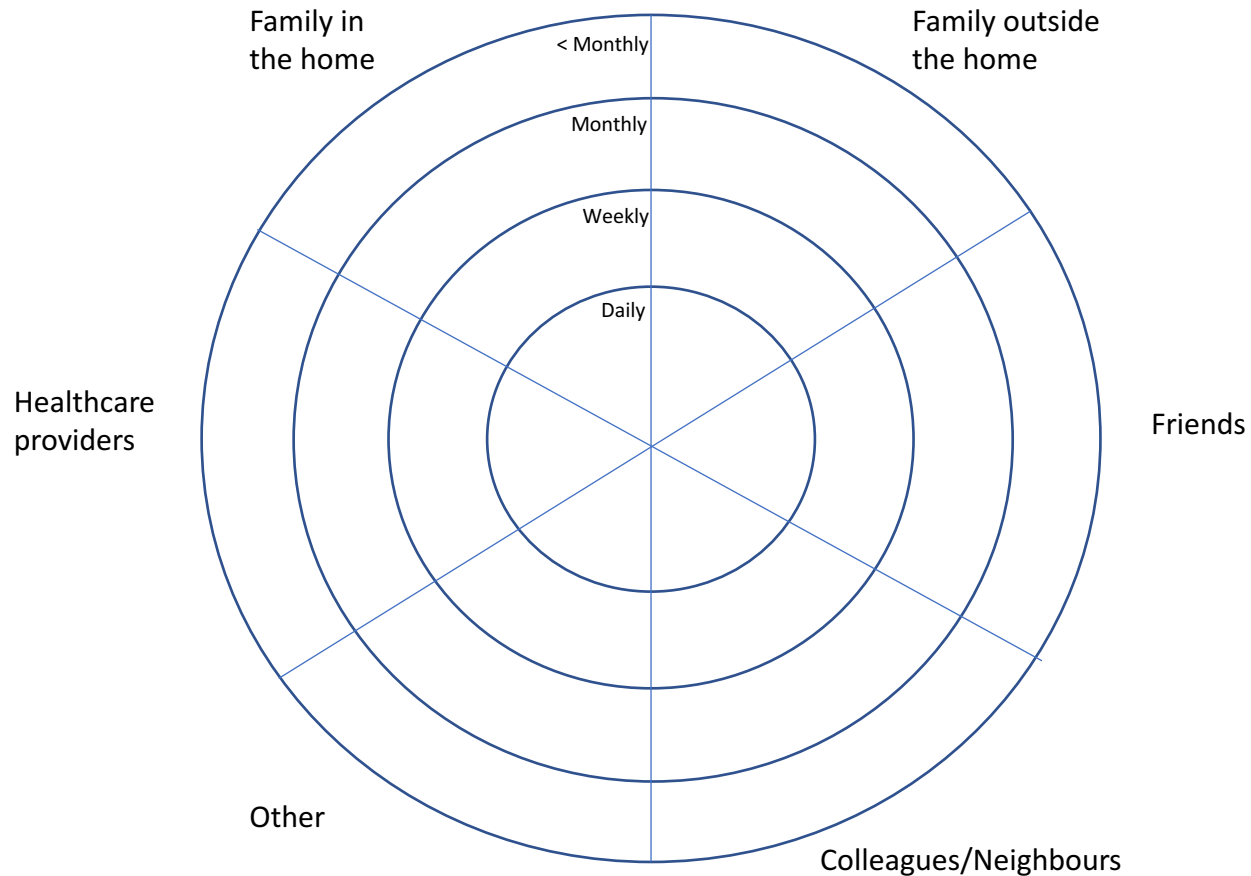 Family in
the home
Family outside
the home
< Monthly
Monthly
Weekly
Daily
Healthcare
providers
Friends
Other
Colleagues/Neighbours